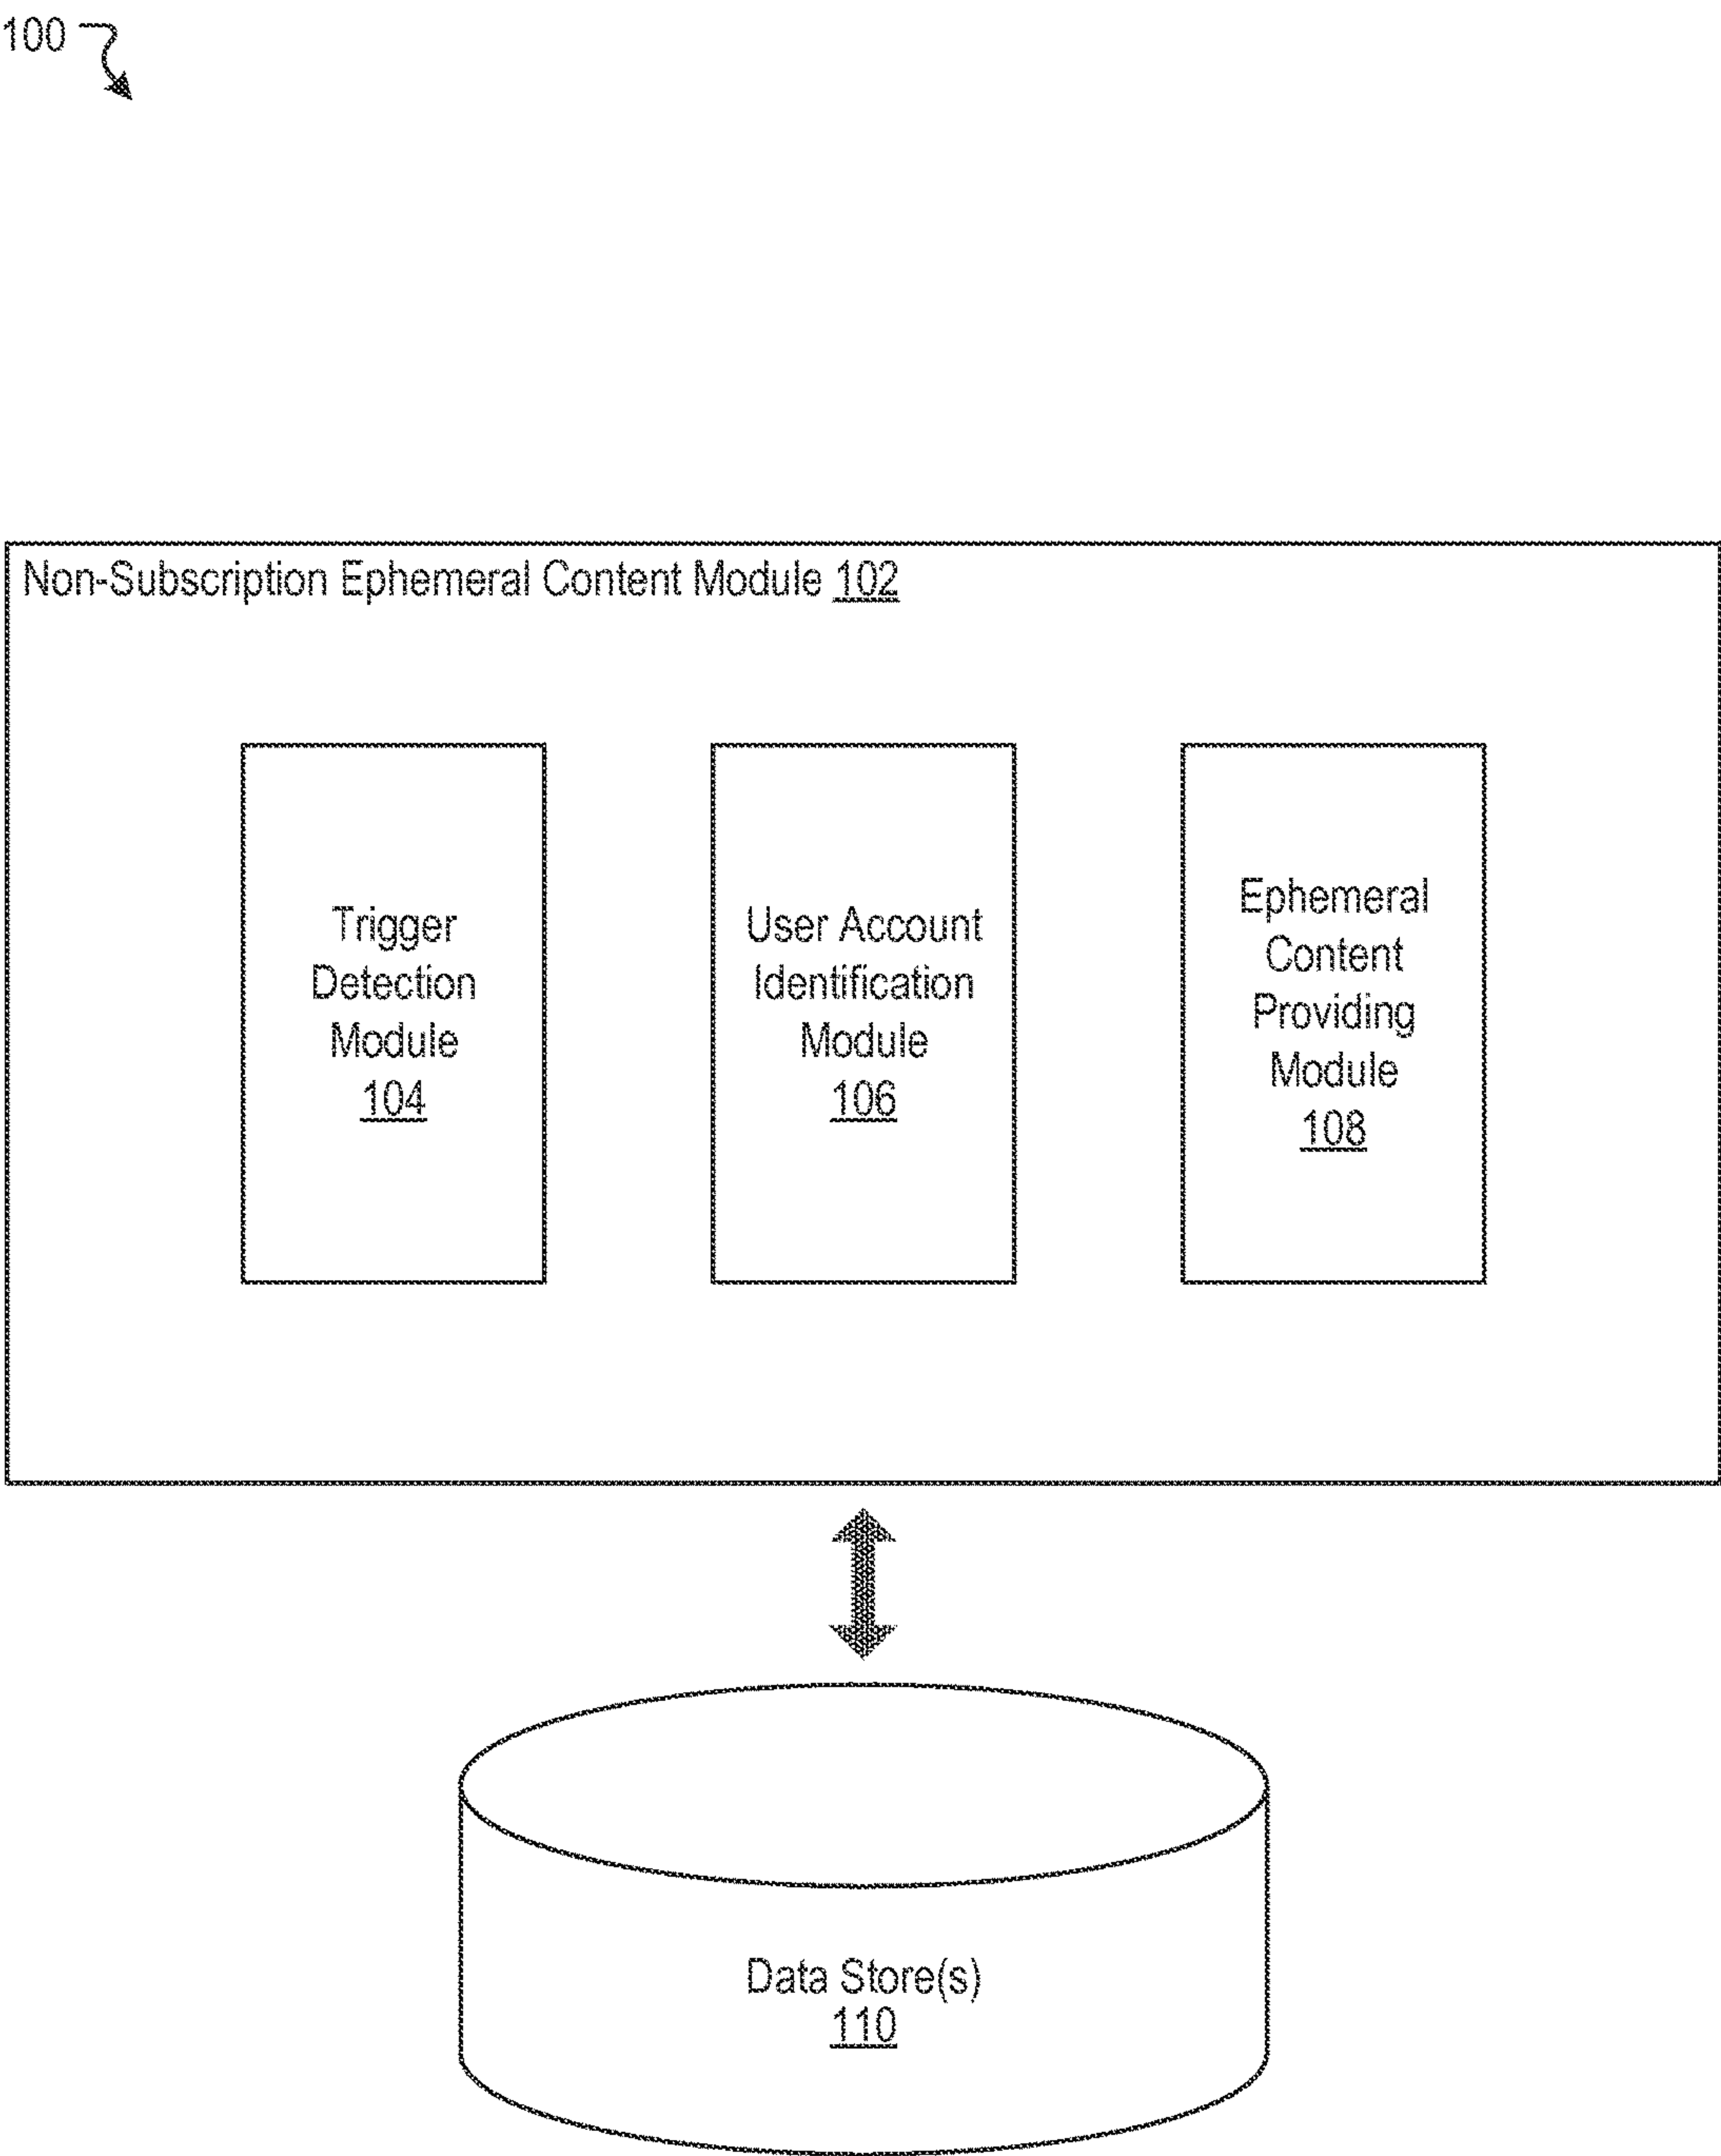 100
Non-Subscription Ephemeral Content Module 102
Trigger
Detection
Module
104
User Account
Identification
Module
106
Ephemeral
Content
Providing
Module
108
Data Store(s)
110